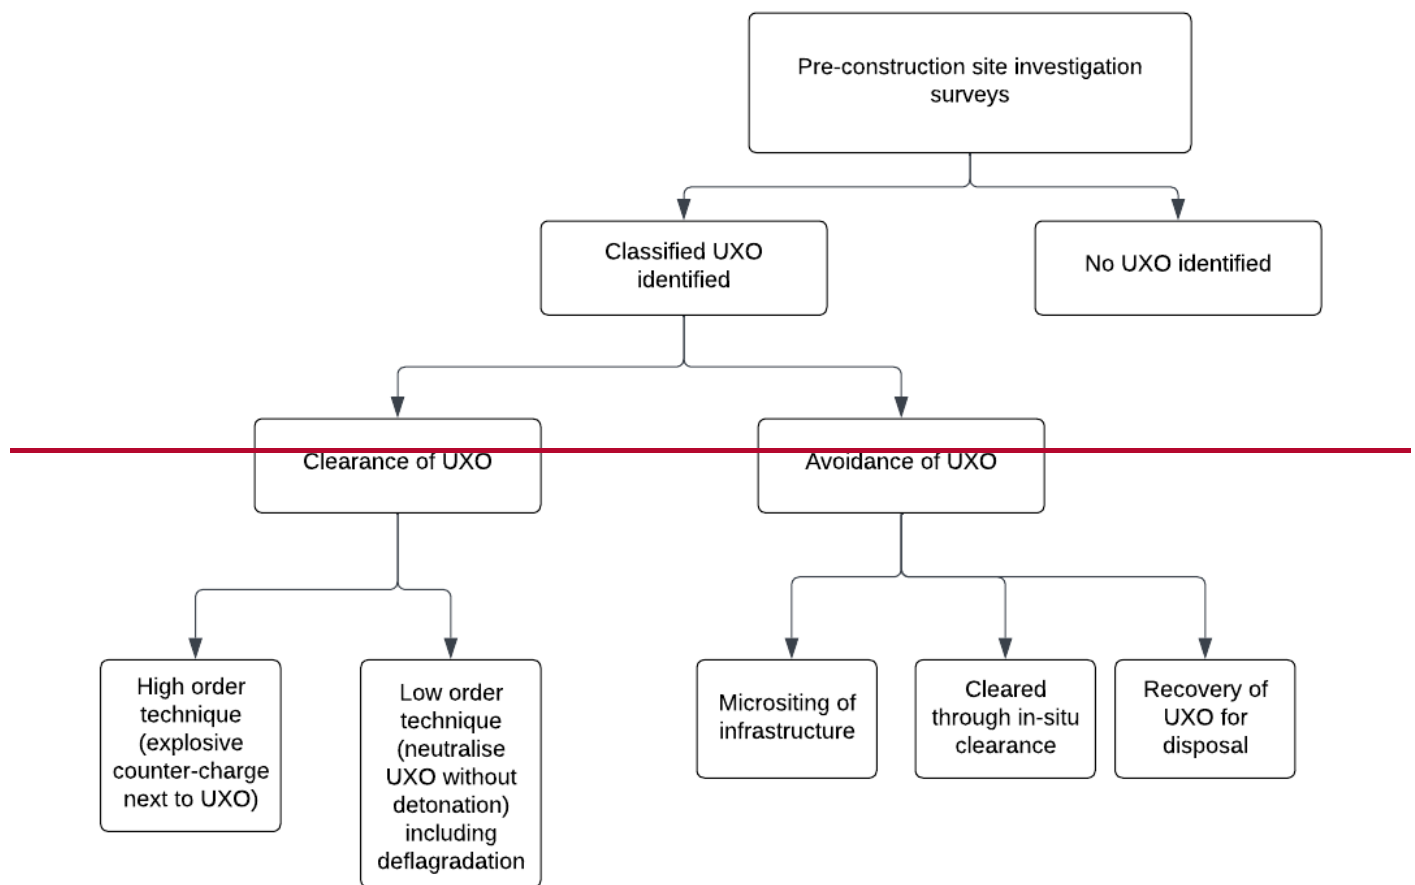 Pre-construction site investigation
surveys
Classified UXO
identified
No UXO identified
Clearance of UXO
Avoidance of UXO
High order
technique
(explosive
counter-charge
next to UXO)
Low order
technique
(neutralise
UXO without
detonation)
including
deflagradation
Micrositing of
infrastructure
Cleared
through in-situ
clearance
Recovery of
UXO for
disposal